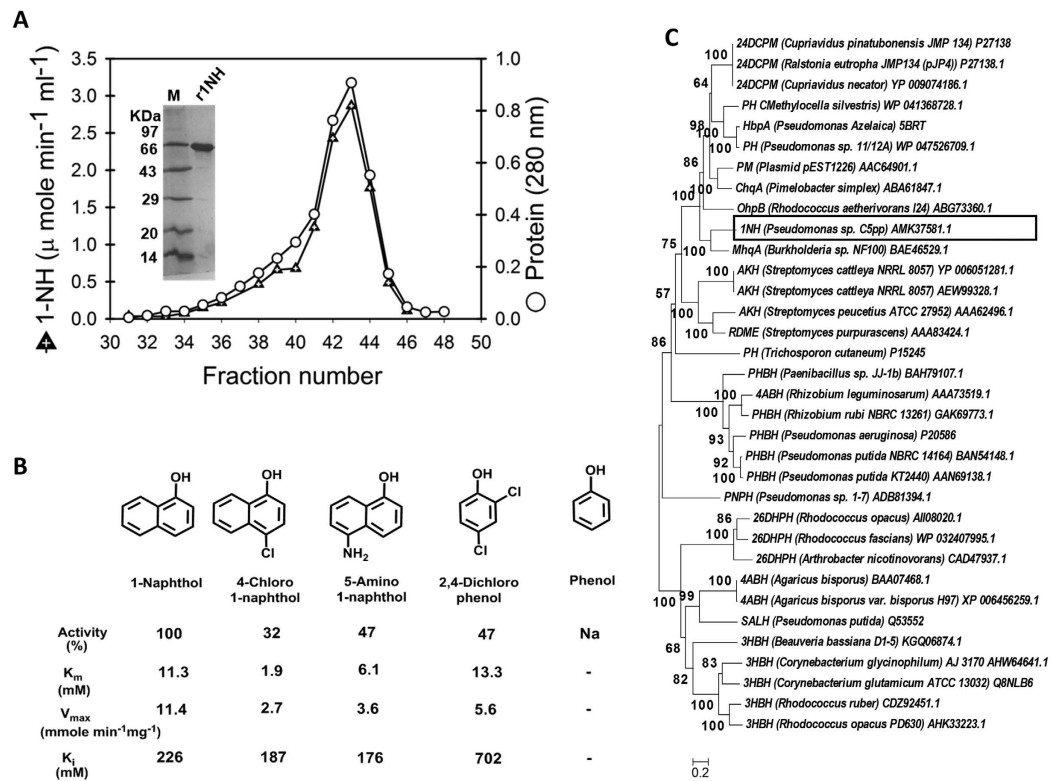 A
1-NH (μ mole min-1 ml-1)
3.5
3.0
2.5
2.0
1.5
1.0
0.5
0.0
1.0
0.8
0.6
0.4
0.2
0.0
Protein (280 nm)
M r1NH
KDa
97
66
43
29
20
14
30 32 34 36 38 40 42 44 46 48 50
Fraction number
B
OH OH OH OH OH
Cl
Cl NH2 Cl
1-Naphthol 4-Chloro 1-naphthol 5-Amino 1-naphthol 2,4-Dichloro phenol Phenol
Activity (%) 100 32 47 47 Na
Km (mM) 11.3 1.9 6.1 13.3 -
Vmax (mmole min-1mg-1) 11.4 2.7 3.6 5.6 -
Ki (mM) 226 187 176 702 -
C
100 24DCPM (Cupriavidus pinatubonensis JMP 134) P27138
24DCPM (Ralstonia eutropha JMP134 (pJP4)) P27138.1
64 24DCPM (Cupriavidus necator) YP 009074186.1
PH CMethylocella silvestris) WP 041368728.1
98 100 HbpA (Pseudomonas Azelaica) 5BRT
100 PH (Pseudomonas sp. 11/12A) WP 047526709.1
86 PM (Plasmid pEST1226) AAC64901.1
100 ChqA (Pimelobacter simplex) ABA61847.1
100 OhpB (Rhodococcus aetherivorans I24) ABG73360.1
1NH (Pseudomonas sp. C5pp) AMK37581.1
75 MhqA (Burkholderia sp. NF100) BAE46529.1
100 AKH (Streptomyces cattleya NRRL 8057) YP 006051281.1
57 AKH (Streptomyces cattleya NRRL 8057) AEW99328.1
100 AKH (Streptomyces peucetius ATCC 27952) AAA62496.1
100 RDME (Streptomyces purpurascens) AAA83424.1
86 PH (Trichosporon cutaneum) P15245
PHBH (Paenibacillus sp. JJ-1b) BAH79107.1
100 4ABH (Rhizobium leguminosarum) AAA73519.1
100 PHBH (Rhizobium rubi NBRC 13261) GAK69773.1
93 PHBH (Pseudomonas aeruginosa) P20586
92 PHBH (Pseudomonas putida NBRC 14164) BAN54148.1
100 PHBH (Pseudomonas putida KT2440) AAN69138.1
PNPH (Pseudomonas sp. 1-7) ADB81394.1
86 26DHPH (Rhodococcus opacus) AII08020.1
100 26DHPH (Rhodococcus fascians) WP 032407995.1
26DHPH (Arthrobacter nicotinovorans) CAD47937.1
100 4ABH (Agaricus bisporus) BAA07468.1
100 99 4ABH (Agaricus bisporus var. bisporus H97) XP 006456259.1
SALH (Pseudomonas putida) Q53552
68 3HBH (Beauveria bassiana D1-5) KGQ06874.1
83 3HBH (Corynebacterium glycinophilum) AJ 3170 AHW64641.1
82 3HBH (Corynebacterium glutamicum ATCC 13032) Q8NLB6
100 3HBH (Rhodococcus ruber) CDZ92451.1
100 3HBH (Rhodococcus opacus PD630) AHK33223.1
0.2